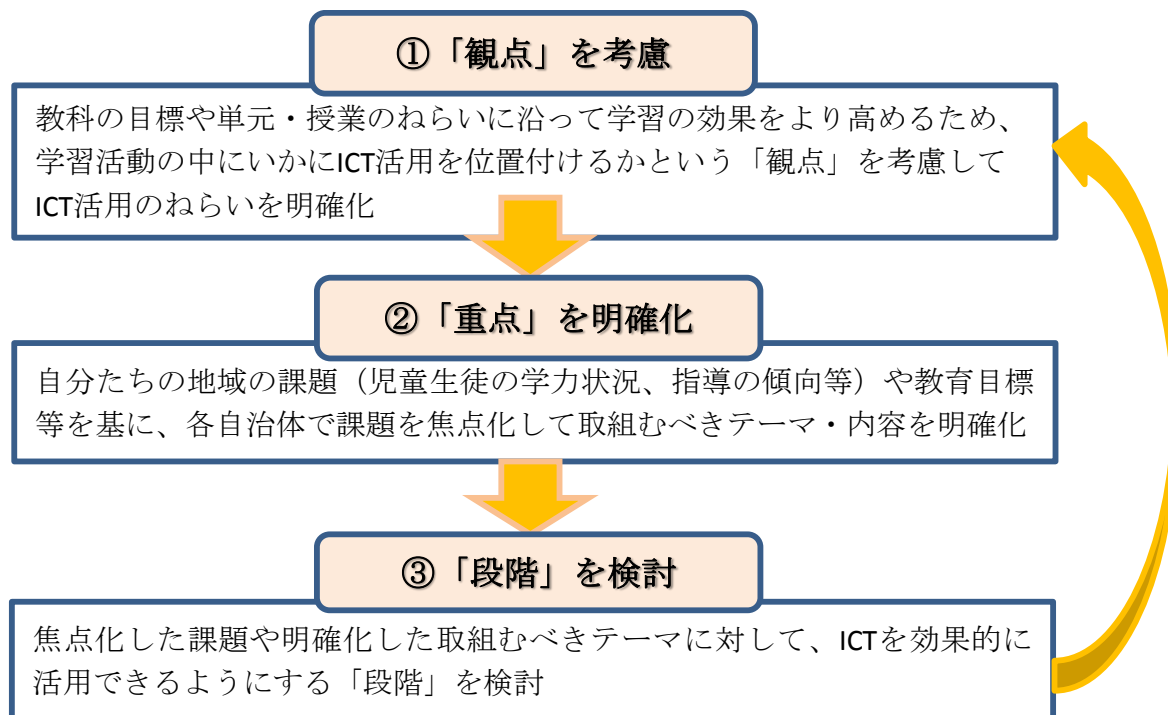 ①「観点」を考慮
教科の目標や単元・授業のねらいに沿って学習の効果をより高めるため、
学習活動の中にいかにICT活用を位置付けるかという「観点」を考慮して
ICT活用のねらいを明確化
②「重点」を明確化
自分たちの地域の課題（児童生徒の学力状況、指導の傾向等）や教育目標
等を基に、各自治体で課題を焦点化して取組むべきテーマ・内容を明確化
③「段階」を検討
焦点化した課題や明確化した取組むべきテーマに対して、ICTを効果的に
活用できるようにする「段階」を検討